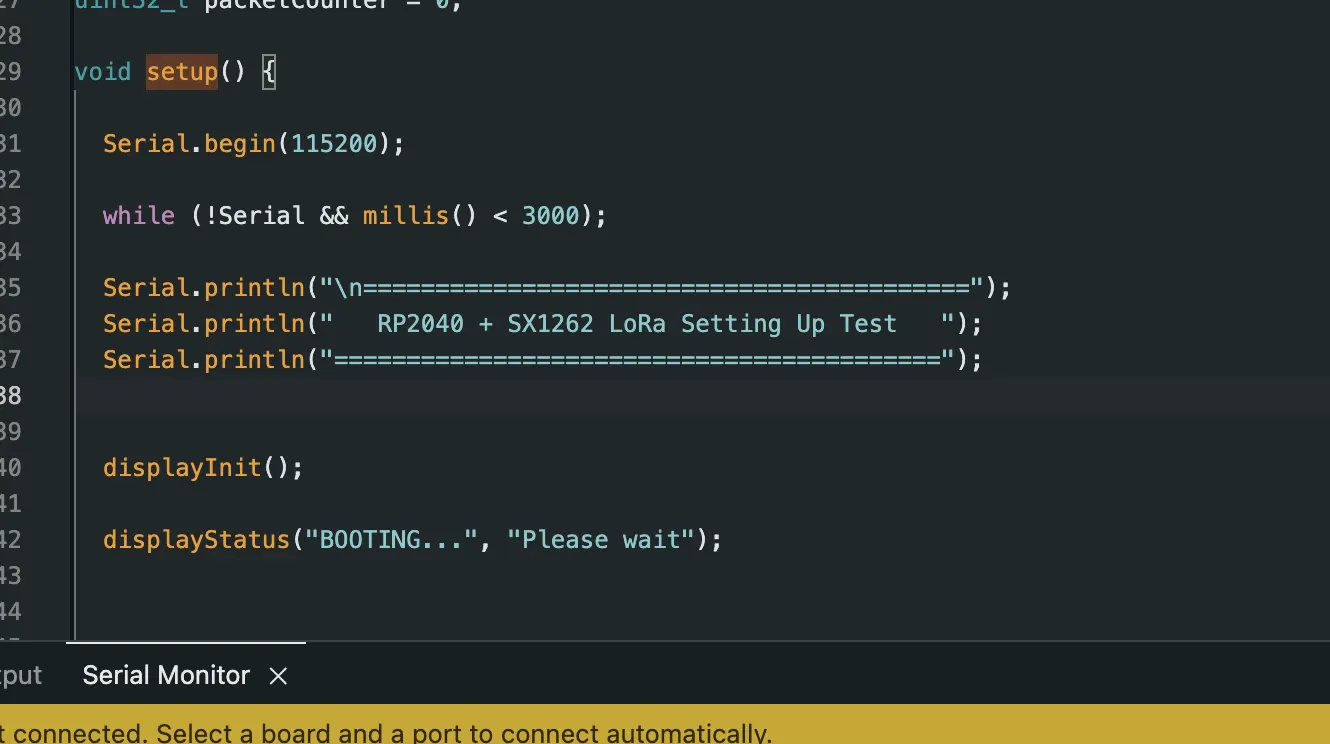 packetCounter = 0;
28
29 void setup() {
30
31 Serial.begin(115200);
32
33 while (!Serial && millis() < 3000);
34
35 Serial.println("\n==========================================");
36 Serial.println("   RP2040 + SX1262 LoRa Setting Up Test   ");
37 Serial.println("==========================================");
38
39
40 displayInit();
41
42 displayStatus("BOOTING...", "Please wait");
43
44
Serial Monitor
connected. Select a board and a port to connect automatically.